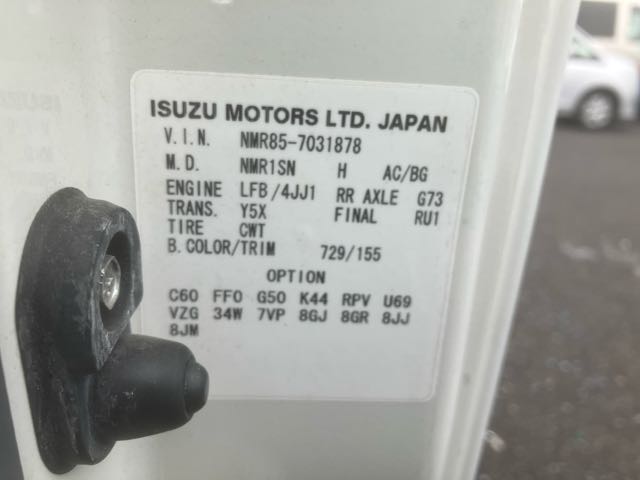 ISUZU MOTORS LTD. JAPAN
V.I.N. NMR85-7031878
M.D. NMR1SN H AC/BG
ENGINE LFB/4JJ1 RR AXLE G73
TRANS. Y5X FINAL RU1
TIRE CWT
B.COLOR/TRIM 729/155
OPTION
C60 FF0 G50 K44 RPV U69
VZG 34W 7VP 8GJ 8GR 8JJ
8JM